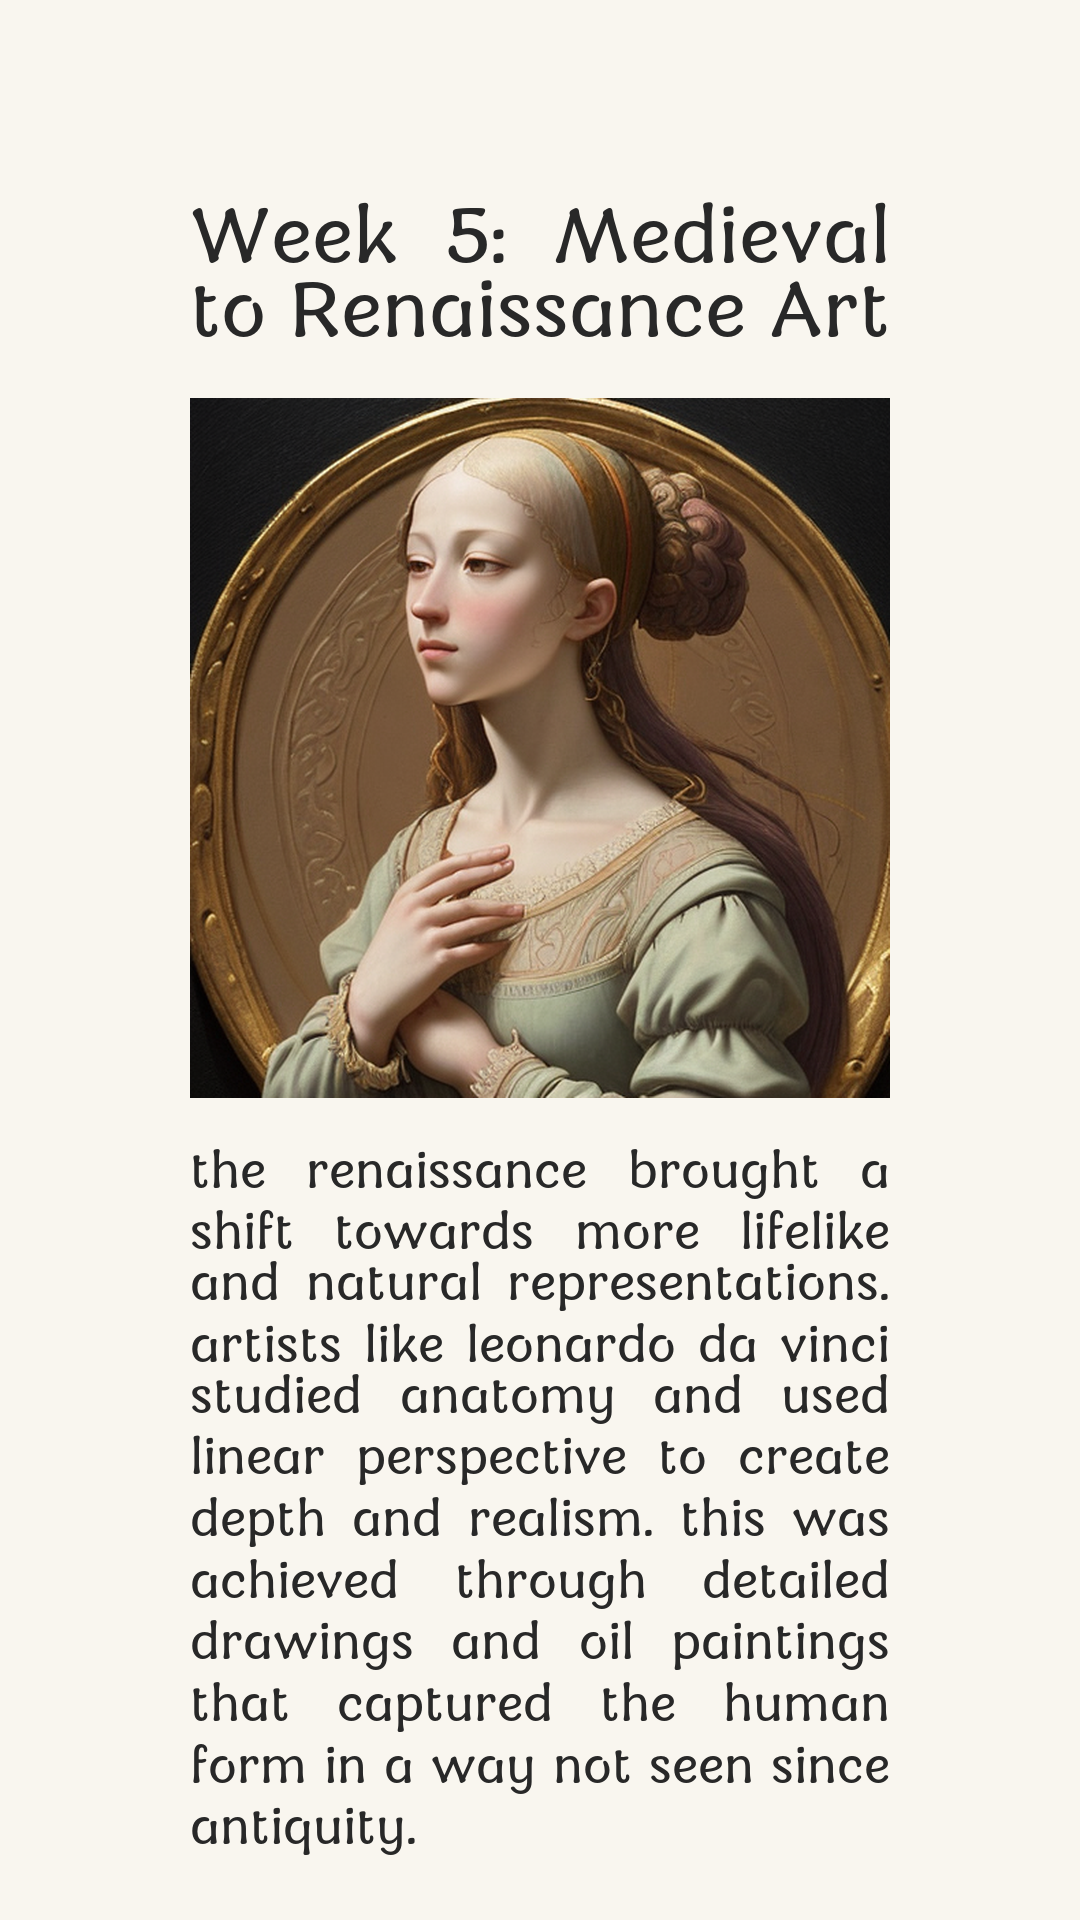 Week 5: Medieval
to Renaissance Art
the renaissance brought a
shift towards more lifelike
and natural representations.
artists like leonardo da vinci
studied anatomy and used
linear perspective to create
depth and realism. this was
achieved through detailed
drawings and oil paintings
that captured the human
form in a way not seen since
antiquity.